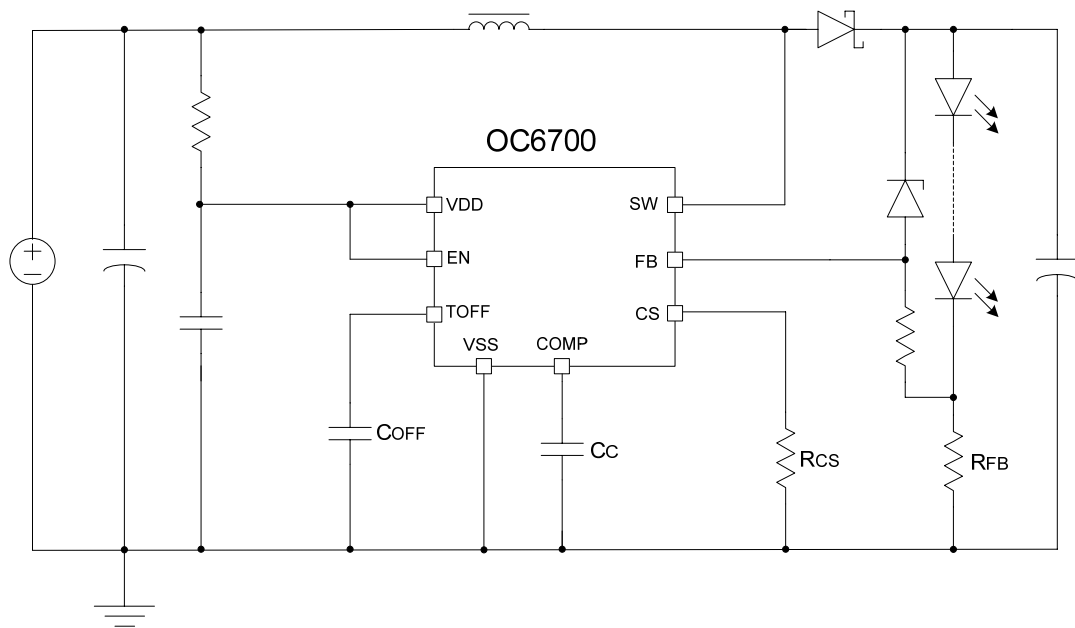 OC6700
VDD
SW
EN
FB
TOFF
CS
VSS
COMP
COFF
CC
RCS
RFB